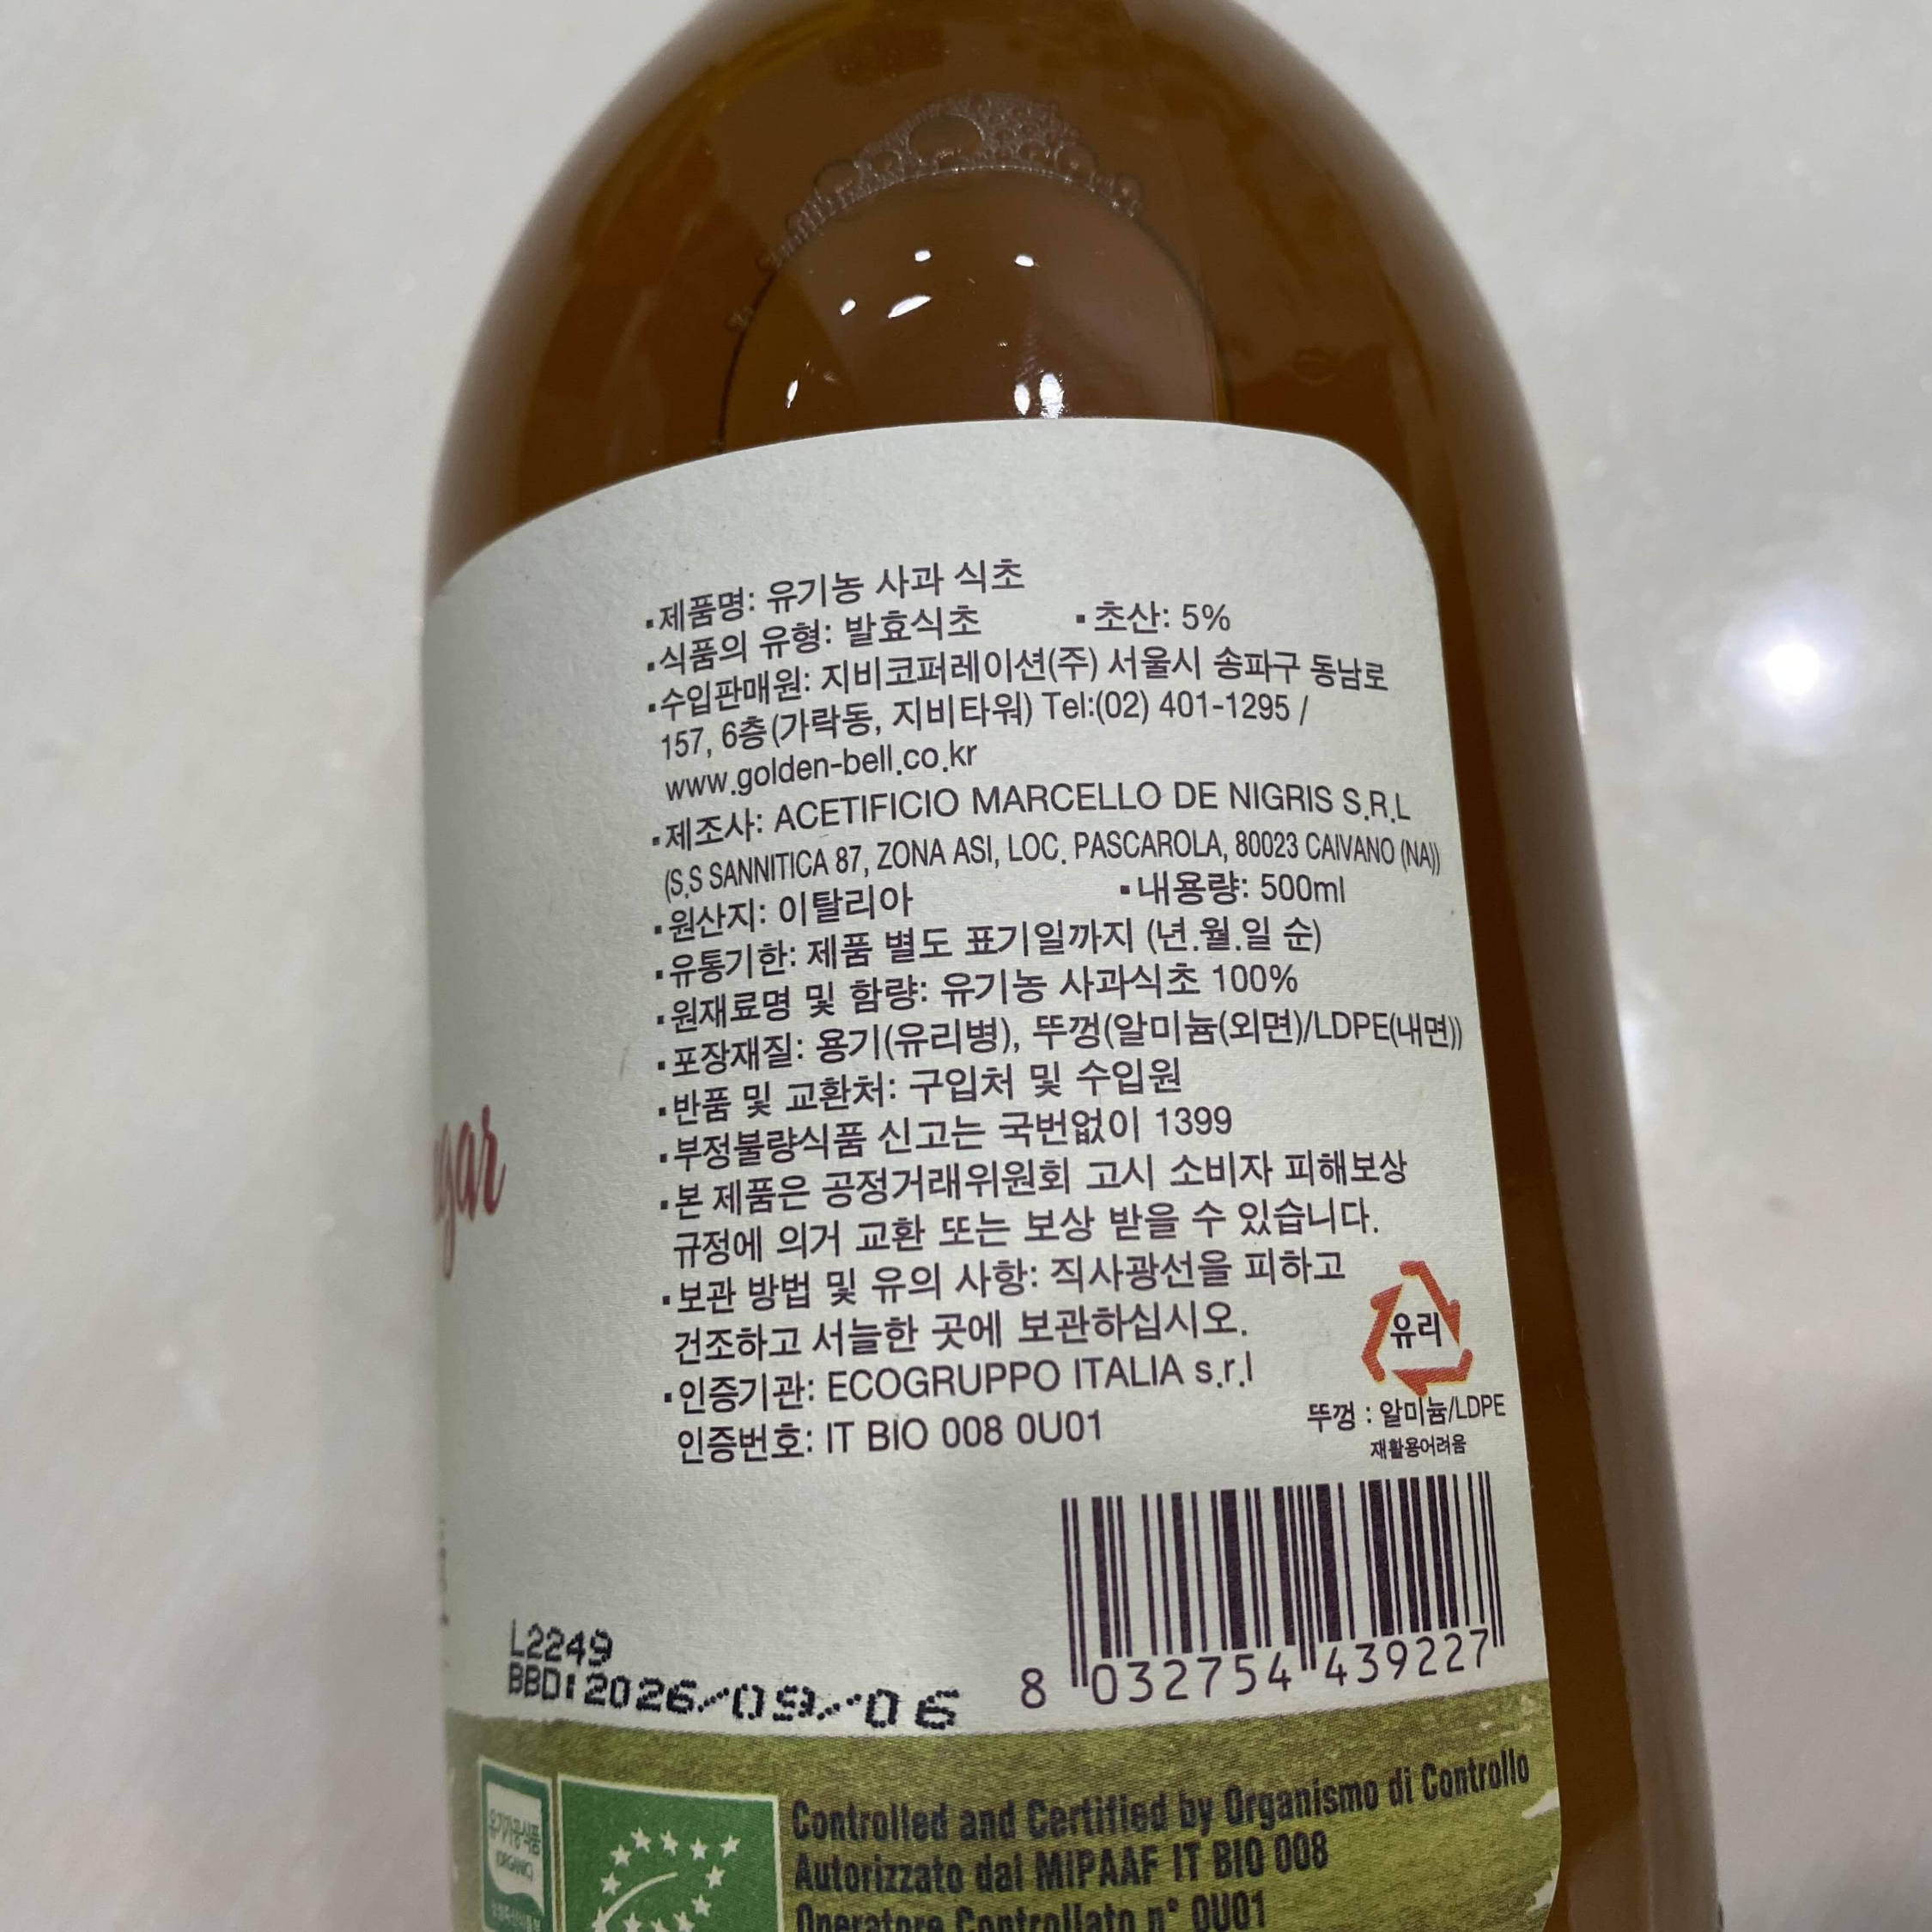 ▪제품명: 유기농 사과 식초
▪식품의 유형: 발효식초 ▪초산: 5%
▪수입판매원: 지비코퍼레이션(주) 서울시 송파구 동남로
157, 6층(가락동, 지비타워) Tel:(02) 401-1295 /
www.golden-bell.co.kr
▪제조사: ACETIFICIO MARCELLO DE NIGRIS S.R.L
(S.S SANNITICA 87, ZONA ASI, LOC. PASCAROLA, 80023 CAIVANO (NA))
▪원산지: 이탈리아 ▪내용량: 500ml
▪유통기한: 제품 별도 표기일까지 (년.월.일 순)
▪원재료명 및 함량: 유기농 사과식초 100%
▪포장재질: 용기(유리병), 뚜껑(알미늄(외면)/LDPE(내면))
▪반품 및 교환처: 구입처 및 수입원
▪부정불량식품 신고는 국번없이 1399
▪본 제품은 공정거래위원회 고시 소비자 피해보상
규정에 의거 교환 또는 보상 받을 수 있습니다.
▪보관 방법 및 유의 사항: 직사광선을 피하고
건조하고 서늘한 곳에 보관하십시오.
▪인증기관: ECOGRUPPO ITALIA s.r.l
인증번호: IT BIO 008 0U01
유리
뚜껑 : 알미늄/LDPE
재활용어려움
L2249
BBD:2026/09/06
8 032754 439227
유기가공식품
(ORGANIC)
Controlled and Certified by Organismo di Controllo
Autorizzato dal MIPAAF IT BIO 008
Operatore Controllato n° 0U01